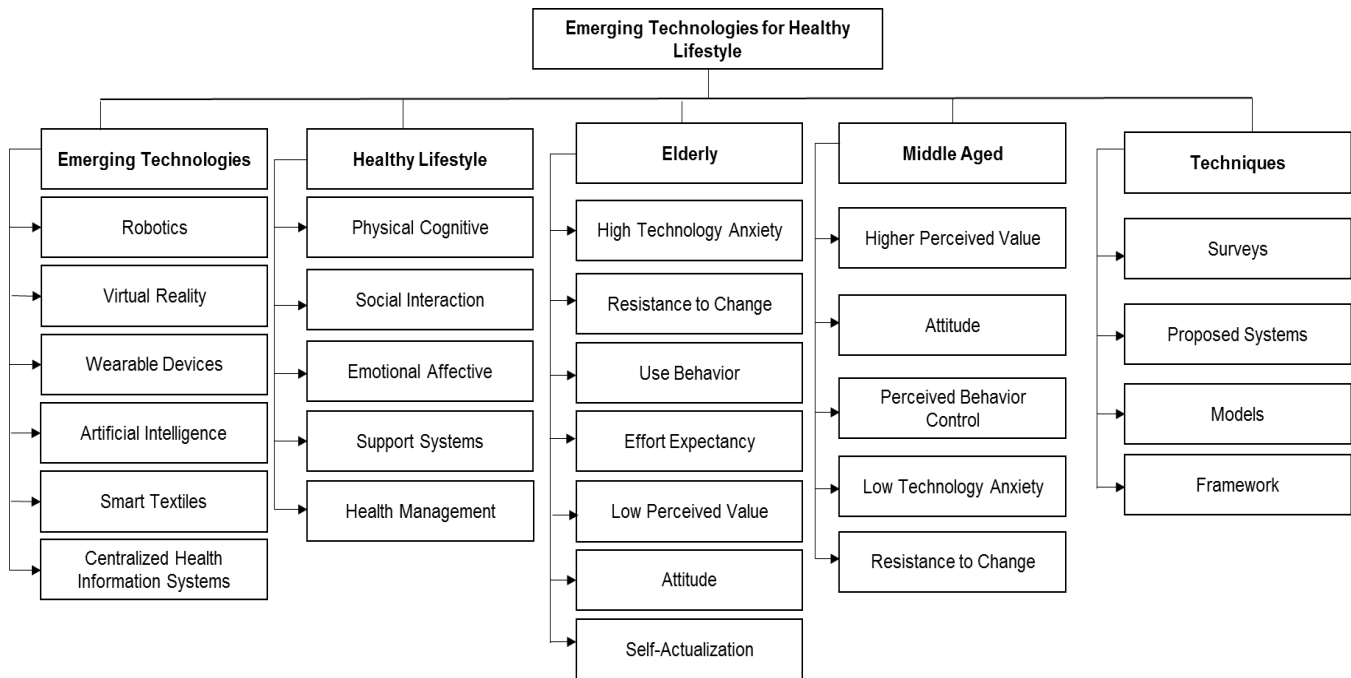 Emerging Technologies for Healthy
Lifestyle
Emerging Technologies
Robotics
Virtual Reality
Wearable Devices
Artificial Intelligence
Smart Textiles
Centralized Health
Information Systems
Healthy Lifestyle
Physical Cognitive
Social Interaction
Emotional Affective
Support Systems
Health Management
Elderly
High Technology Anxiety
Resistance to Change
Use Behavior
Effort Expectancy
Low Perceived Value
Attitude
Self-Actualization
Middle Aged
Higher Perceived Value
Attitude
Perceived Behavior
Control
Low Technology Anxiety
Resistance to Change
Techniques
Surveys
Proposed Systems
Models
Framework